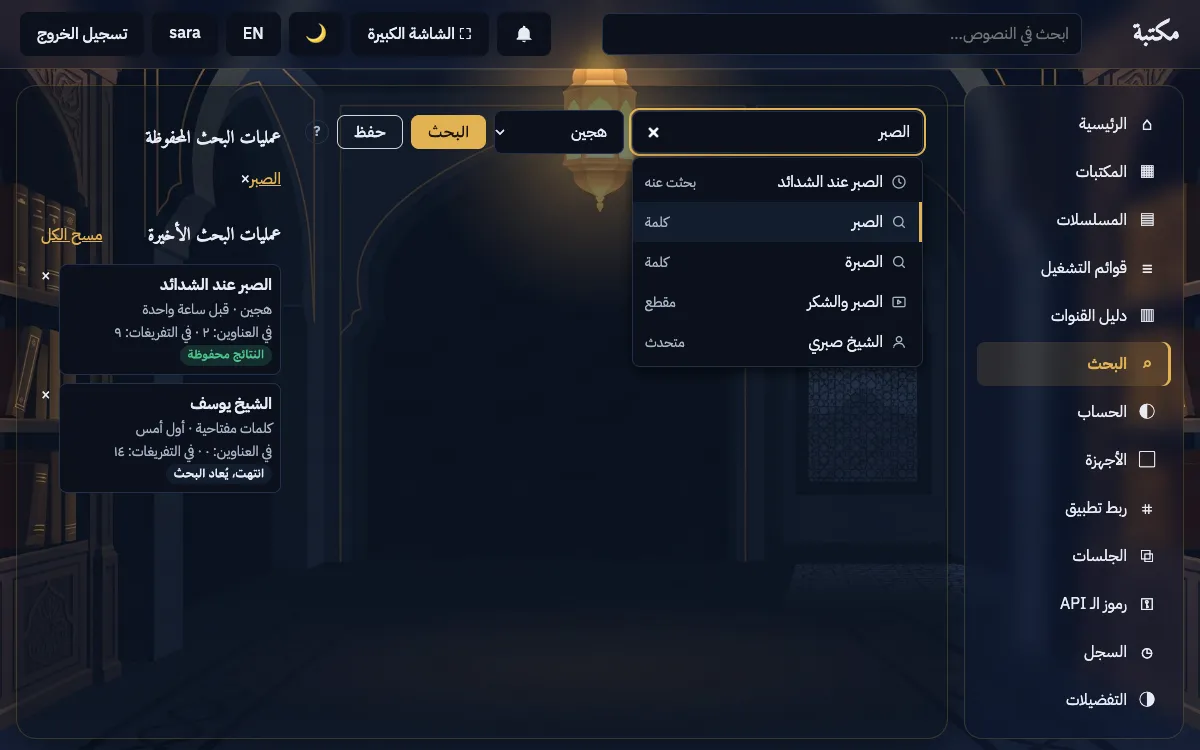 مكتبة
ابحث في النصوص...
الشاشة الكبيرة
EN
sara
تسجيل الخروج
الرئيسية
المكتبات
المسلسلات
قوائم التشغيل
دليل القنوات
البحث
الحساب
الأجهزة
ربط تطبيق
الجلسات
رموز الـ API
السجل
التفضيلات
الصبر
هجين
البحث
حفظ
?
الصبر عند الشدائد بحثت عنه
الصبر كلمة
الصبرة كلمة
الصبر والشكر مقطع
الشيخ صبري متحدث
عمليات البحث المحفوظة
الصبر ×
عمليات البحث الأخيرة مسح الكل
الصبر عند الشدائد
هجين · قبل ساعة واحدة
في العناوين: ٢ · في التفريغات: ٩
النتائج محفوظة
الشيخ يوسف
كلمات مفتاحية · أول أمس
في العناوين: ٠ · في التفريغات: ١٤
انتهت، يُعاد البحث